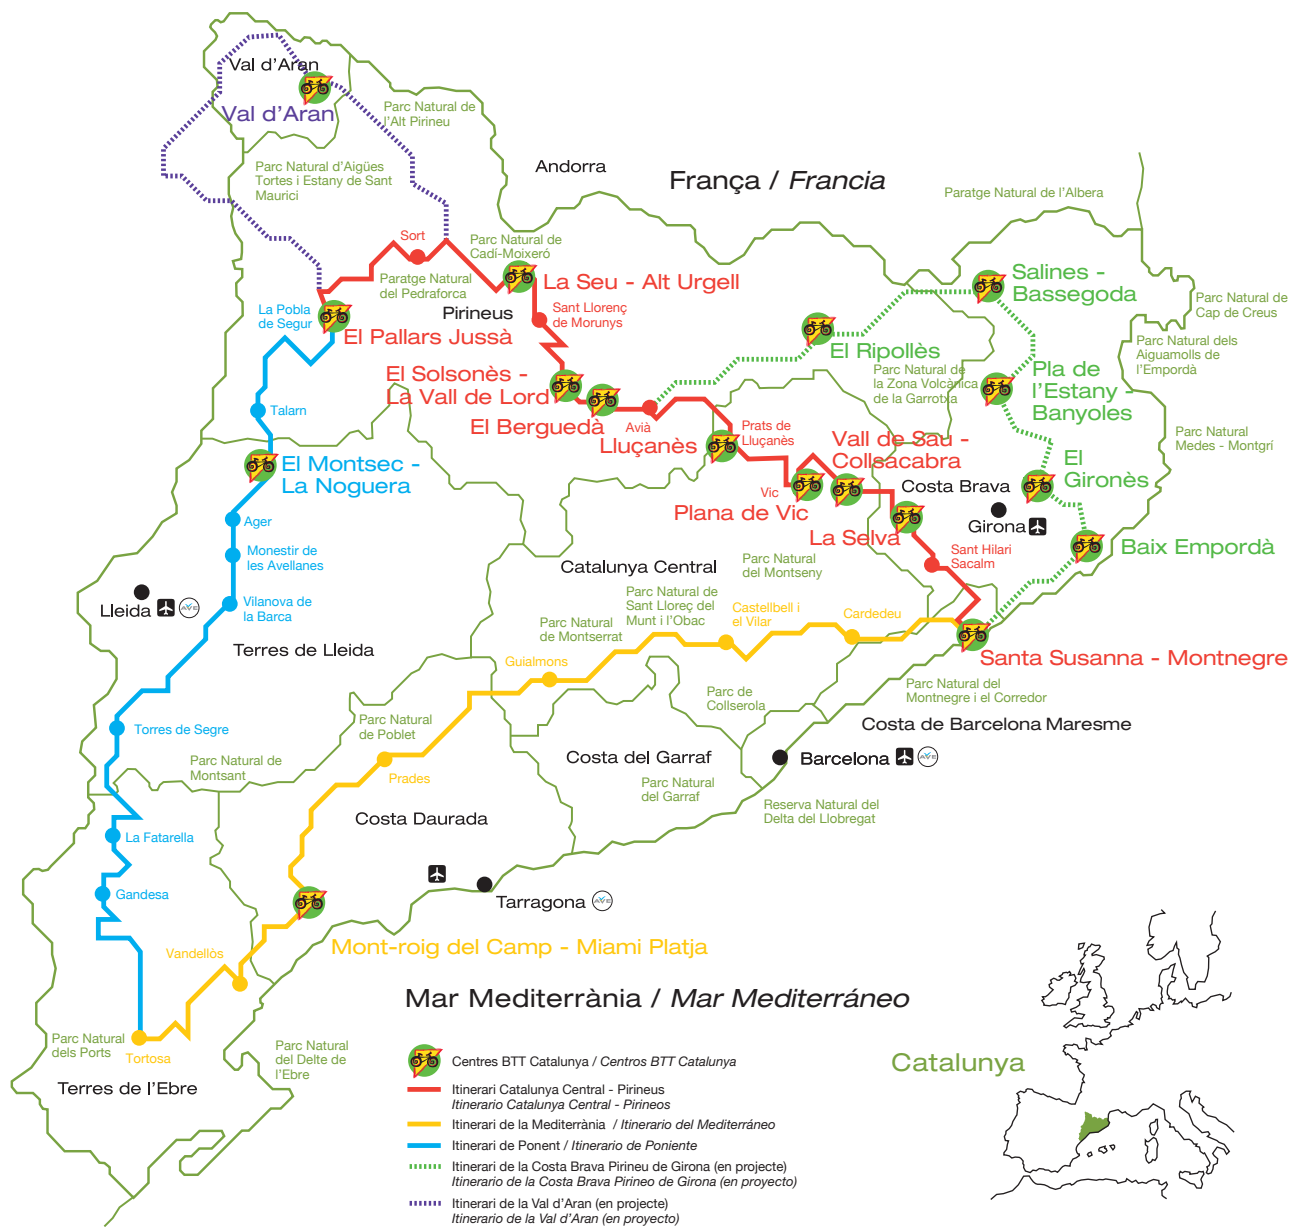 Val d'Aran
Val d'Aran
Parc Natural de
l'Alt Pirineu
Parc Natural d'Aigües
Tortes i Estany de Sant
Maurici
Andorra
França / Francia
Paratge Natural de l'Albera
Sort
Parc Natural de
Cadí-Moixeró
Paratge Natural
del Pedraforca
La Seu - Alt Urgell
Salines -
Bassegoda
Parc Natural de
Cap de Creus
La Pobla
de Segur
Pirineus
Sant Llorenç
de Morunys
El Pallars Jussà
El Ripollès
Parc Natural dels
Aiguamolls de
l'Empordà
Parc Natural de
la Zona Volcànica
de la Garrotxa
Pla de
l'Estany -
Banyoles
El Solsonès -
La Vall de Lord
El Berguedà
Avià
Talarn
Lluçanès
Prats de
Lluçanès
Vall de Sau -
Collsacabra
Parc Natural
Medes - Montgrí
El Montsec -
La Noguera
El
Gironès
Vic
Costa Brava
Plana de Vic
Girona
La Selva
Ager
Baix Empordà
Monestir de
les Avellanes
Sant Hilari
Sacalm
Catalunya Central
Parc Natural
del Montseny
Lleida
AVE
Vilanova de
la Barca
Parc Natural de
Sant Lloreç del
Munt i l'Obac
Castellbell i
el Vilar
Cardedeu
Parc Natural
de Montserrat
Terres de Lleida
Guialmons
Santa Susanna - Montnegre
Parc de
Collserola
Parc Natural del
Montnegre i el Corredor
Torres de Segre
Parc Natural
de Poblet
Costa de Barcelona Maresme
Parc Natural de
Montsant
Prades
Costa del Garraf
Barcelona
AVE
Parc Natural
del Garraf
Reserva Natural del
Delta del Llobregat
Costa Daurada
La Fatarella
Gandesa
Tarragona
AVE
Vandellòs
Mont-roig del Camp - Miami Platja
Mar Mediterrània / Mar Mediterráneo
Parc Natural
dels Ports
Tortosa
Parc Natural
del Delte de
l'Ebre
Terres de l'Ebre
Catalunya
Centres BTT Catalunya / Centros BTT Catalunya
Itinerari Catalunya Central - Pirineus
Itinerario Catalunya Central - Pirineos
Itinerari de la Mediterrània / Itinerario del Mediterráneo
Itinerari de Ponent / Itinerario de Poniente
Itinerari de la Costa Brava Pirineu de Girona (en projecte)
Itinerario de la Costa Brava Pirineo de Girona (en proyecto)
Itinerari de la Val d'Aran (en projecte)
Itinerario de la Val d'Aran (en proyecto)